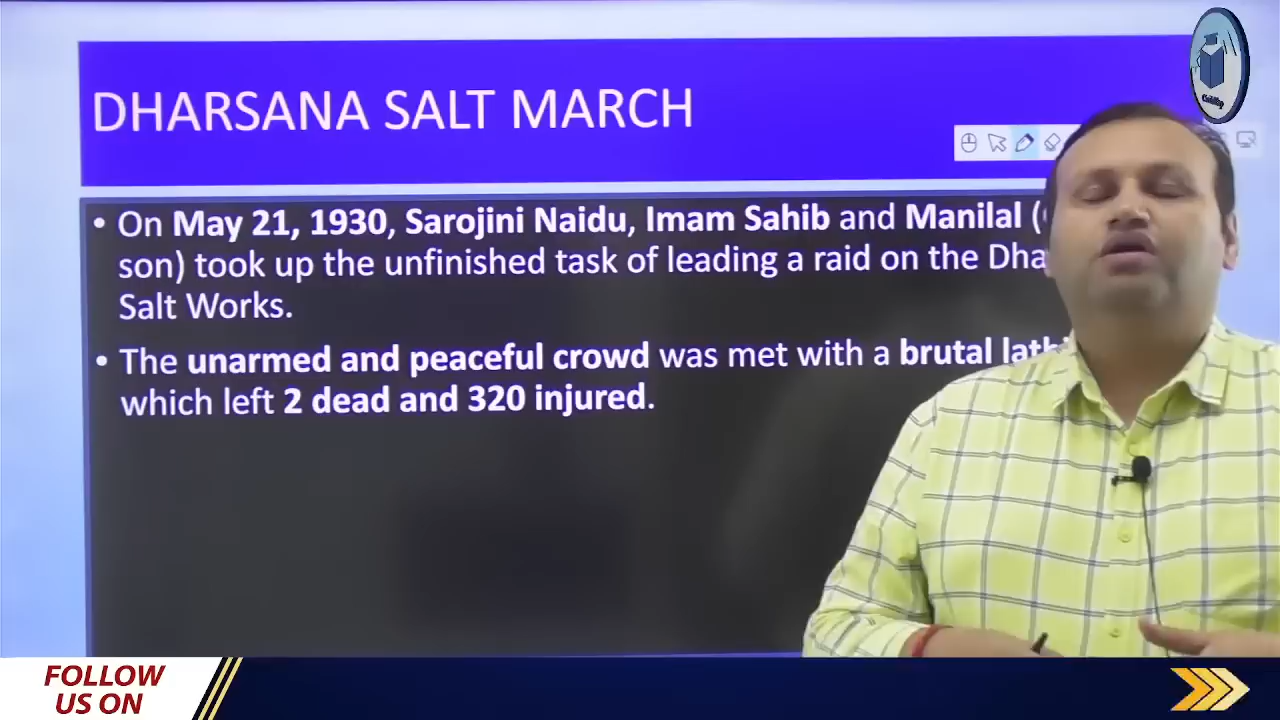 DHARSANA SALT MARCH
• On May 21, 1930, Sarojini Naidu, Imam Sahib and Manilal (
son) took up the unfinished task of leading a raid on the
Salt Works.
• The unarmed and peaceful crowd was met with a brutal
which left 2 dead and 320 injured.
FOLLOW
US ON